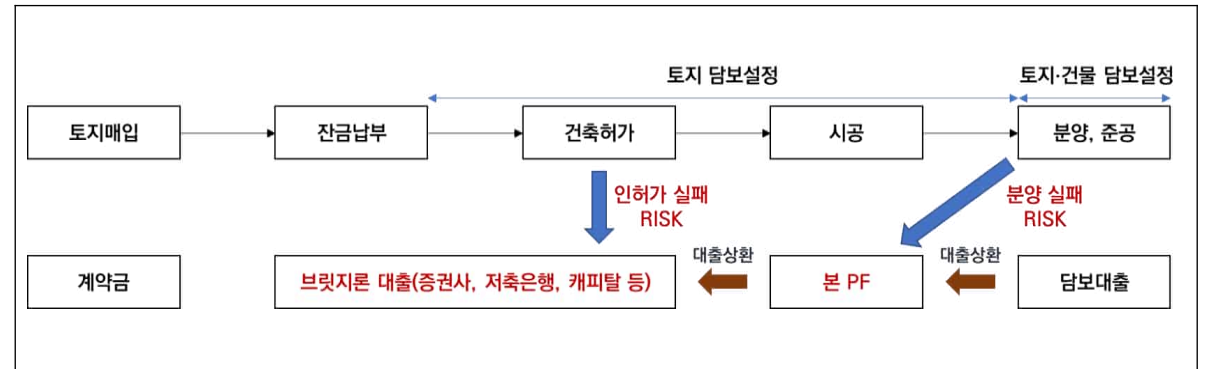 토지 담보설정
토지·건물 담보설정
토지매입
잔금납부
건축허가
시공
분양, 준공
인허가 실패
RISK
분양 실패
RISK
대출상환
대출상환
계약금
브릿지론 대출(증권사, 저축은행, 캐피탈 등)
본 PF
담보대출